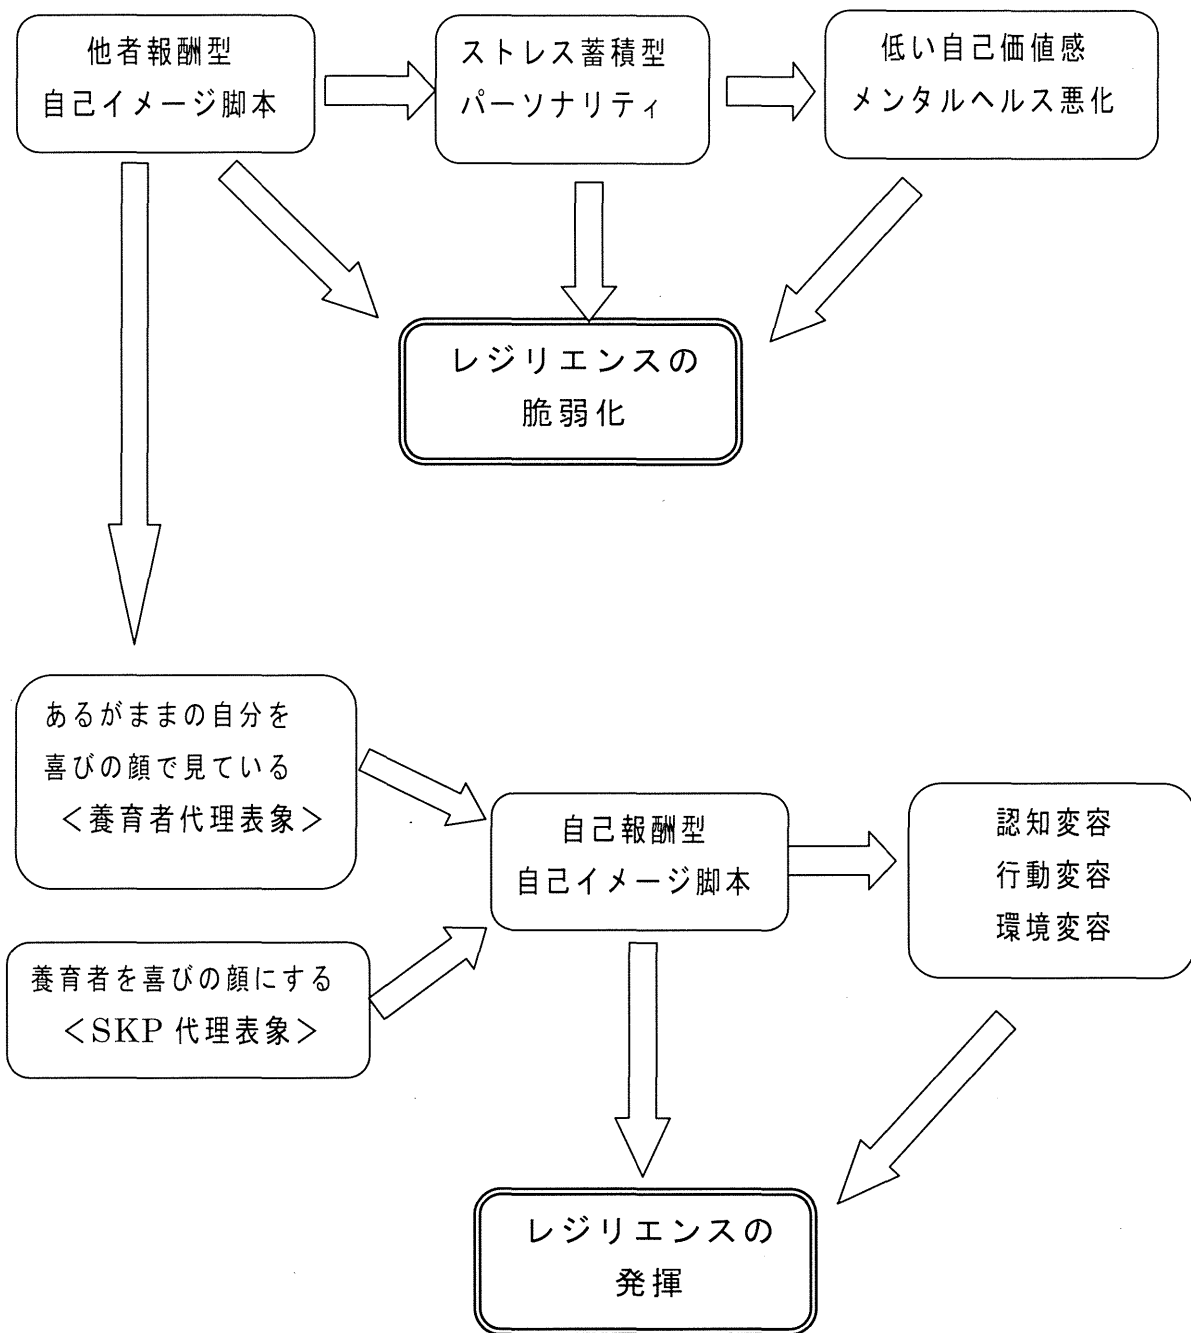 他者報酬型
自己イメージ脚本
ストレス蓄積型
パーソナリティ
低い自己価値感
メンタルヘルス悪化
レジリエンスの
脆弱化
あるがままの自分を
喜びの顔で見ている
＜養育者代理表象＞
養育者を喜びの顔にする
＜SKP 代理表象＞
自己報酬型
自己イメージ脚本
認知変容
行動変容
環境変容
レジリエンスの
発揮